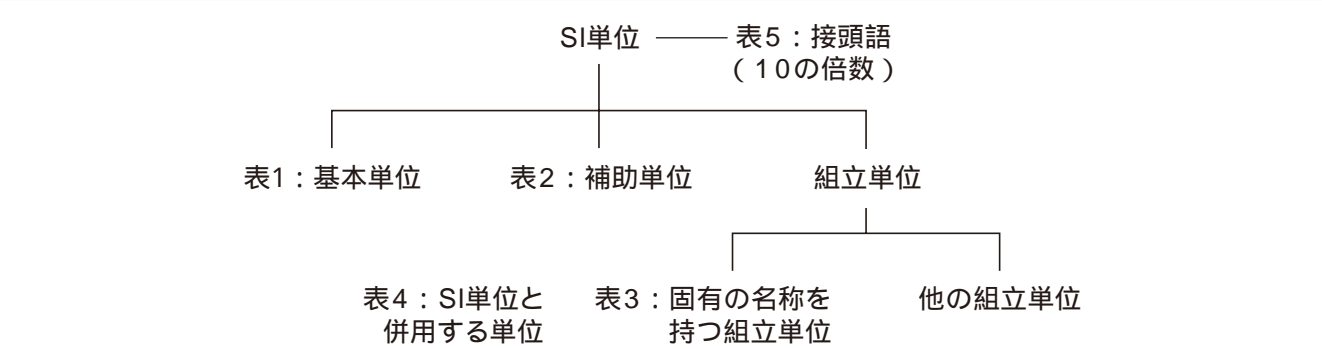 SI単位
表5：接頭語
（10の倍数）
表1：基本単位
表2：補助単位
組立単位
表4：SI単位と
併用する単位
表3：固有の名称を
持つ組立単位
他の組立単位